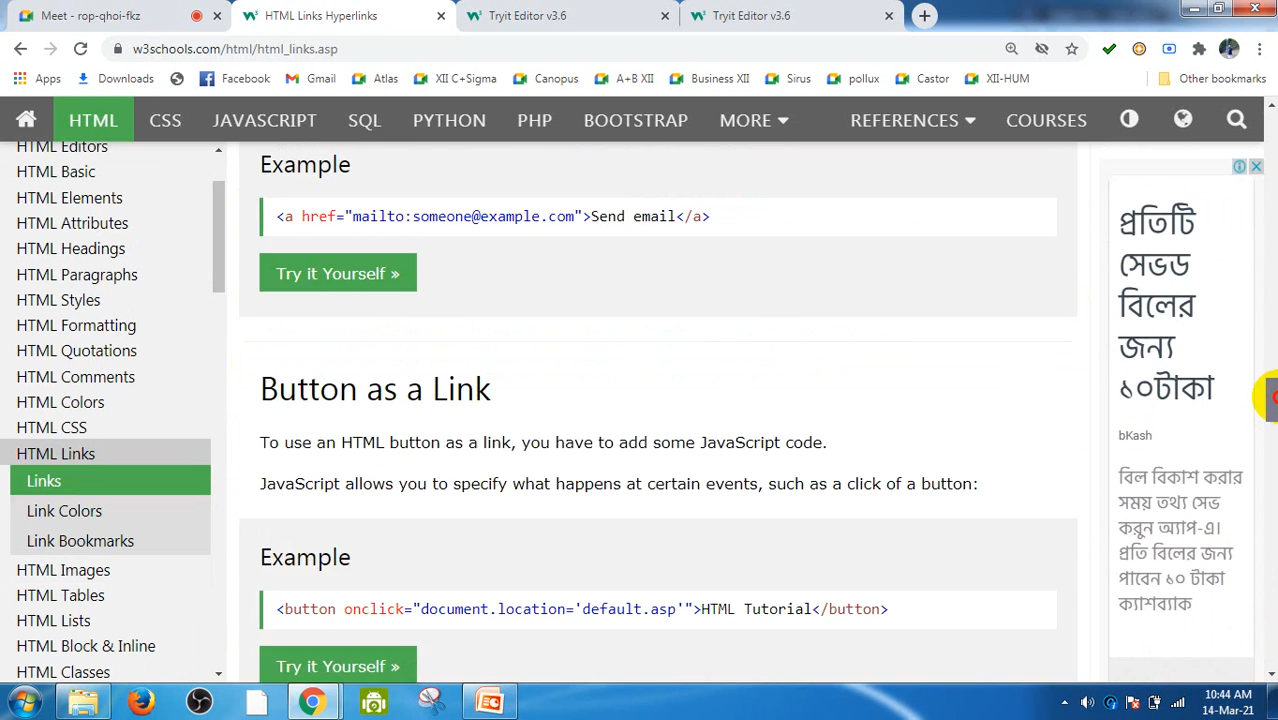 Meet - rop-qhoi-fkz
HTML Links Hyperlinks
Tryit Editor v3.6
Tryit Editor v3.6
w3schools.com/html/html_links.asp
Apps
Downloads
Facebook
Gmail
Atlas
XII C+Sigma
Canopus
A+B XII
Business XII
Sirus
pollux
Castor
XII-HUM
Other bookmarks
HTML
CSS
JAVASCRIPT
SQL
PYTHON
PHP
BOOTSTRAP
MORE
REFERENCES
COURSES
HTML Editors
HTML Basic
HTML Elements
HTML Attributes
HTML Headings
HTML Paragraphs
HTML Styles
HTML Formatting
HTML Quotations
HTML Comments
HTML Colors
HTML CSS
HTML Links
Links
Link Colors
Link Bookmarks
HTML Images
HTML Tables
HTML Lists
HTML Block & Inline
HTML Classes
Example
<a href="mailto:someone@example.com">Send email</a>
Try it Yourself »
Button as a Link
To use an HTML button as a link, you have to add some JavaScript code.
JavaScript allows you to specify what happens at certain events, such as a click of a button:
Example
<button onclick="document.location='default.asp'">HTML Tutorial</button>
Try it Yourself »
প্রতিটি
সেভড
বিলের
জন্য
১০টাকা
bKash
বিল বিকাশ করার
সময় তথ্য সেভ
করুন অ্যাপ-এ।
প্রতি বিলের জন্য
পাবেন ১০ টাকা
ক্যাশব্যাক
10:44 AM
14-Mar-21